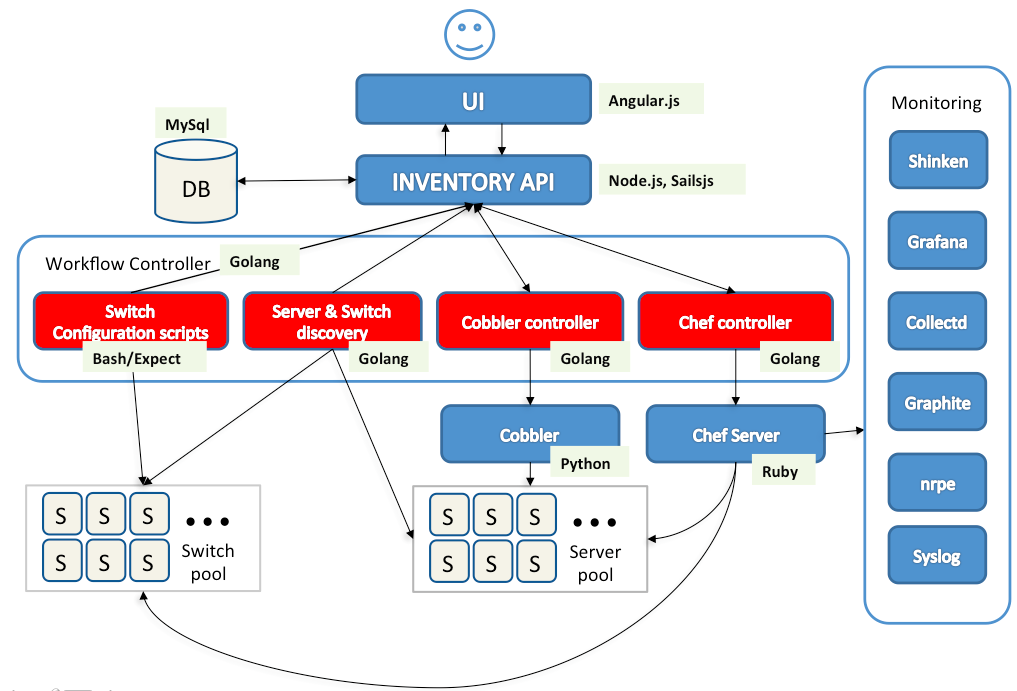 UI
Angular.js
MySql
DB
INVENTORY API
Node.js, Sailsjs
Workflow Controller
Golang
Switch
Configuration scripts
Bash/Expect
Server & Switch
discovery
Golang
Cobbler controller
Golang
Chef controller
Golang
Cobbler
Python
Chef Server
Ruby
S S S
S S S
...
Switch
pool
S S S
S S S
...
Server
pool
Monitoring
Shinken
Grafana
Collectd
Graphite
nrpe
Syslog